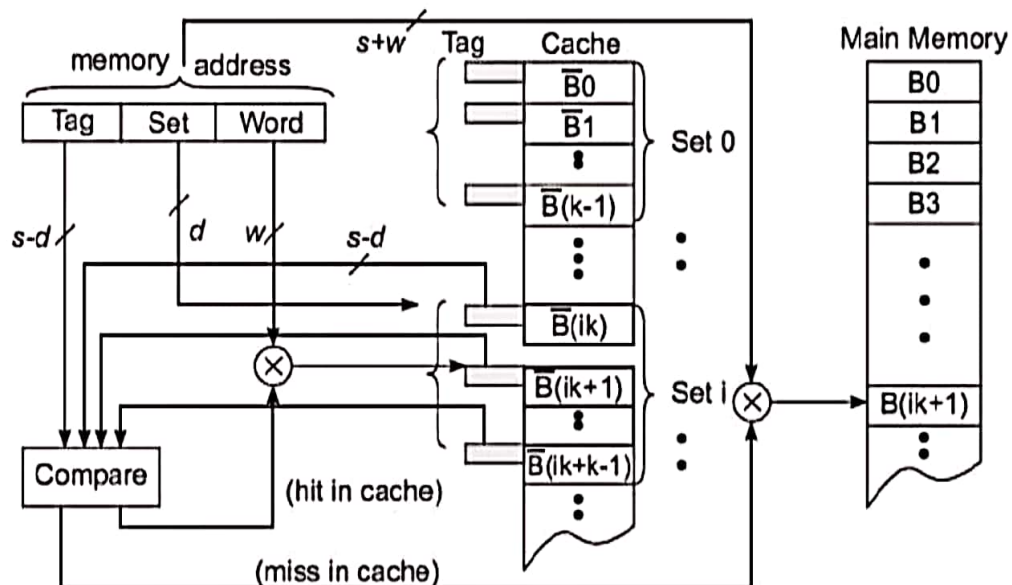 s+w
Tag Cache
Main Memory
memory address
B̅0
B0
Tag Set Word
B̅1
Set 0
B1
B2
B̅(k-1)
B3
s-d
d
w
s-d
B̅(ik)
B̅(ik+1)
Set i
B(ik+1)
Compare
B̅(ik+k-1)
(hit in cache)
(miss in cache)